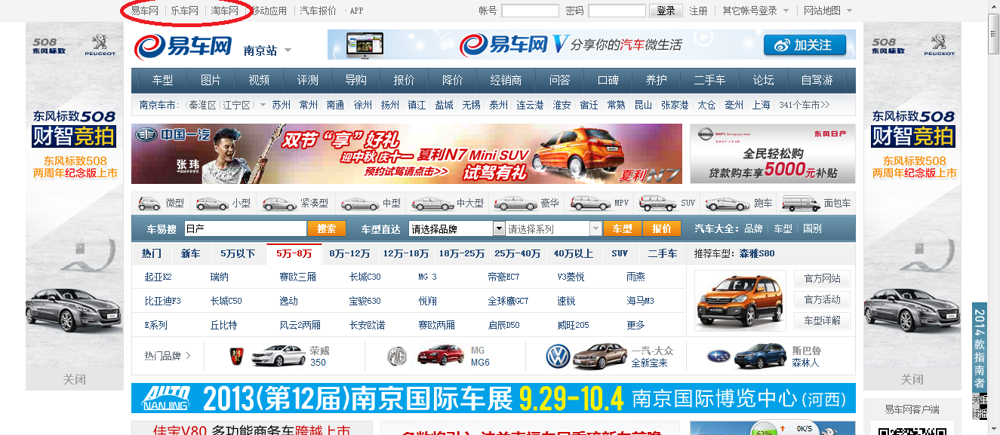 易车网 乐车网 淘车网 移动应用 汽车报价 · APP 帐号 密码 登录 注册 其它帐号登录 网站地图
508
东风标致 PEUGEOT
东风标致508
财智竞拍
东风标致508
两周年纪念版上市
关闭
易车网 南京站
易车网 V 分享你的汽车微生活 加关注
508
东风标致 PEUGEOT
东风标致508
财智竞拍
东风标致508
两周年纪念版上市
关闭
车型 图片 视频 评测 导购 报价 降价 经销商 问答 口碑 养护 二手车 论坛 自驾游
南京车市: (秦淮区 江宁区) 苏州 常州 南通 徐州 扬州 镇江 盐城 无锡 泰州 连云港 淮安 宿迁 常熟 昆山 张家港 太仓 亳州 上海 341个车市>>
中国一汽
张玮
双节“享”好礼
迎中秋 庆十一 夏利N7 Mini SUV
预约试驾请点击>> 试驾有礼
夏利N7
NISSAN 东风日产
全民轻松购
贷款购车享5000元补贴
微型 小型 紧凑型 中型 中大型 豪华 MPV SUV 跑车 面包车
车易搜 日产 搜索 车型直达 请选择品牌 请选择系列 车型 报价 汽车大全: 品牌 车型 国别
热门 新车 5万以下 5万-8万 8万-12万 12万-18万 18万-25万 25万-40万 40万以上 SUV 二手车 推荐车型: 森雅S80
起亚K2 瑞纳 赛欧三厢 长城C30 MG 3 帝豪EC7 V3菱悦 雨燕
比亚迪F3 长城C50 逸动 宝骏630 悦翔 全球鹰GC7 速锐 海马M3
E系列 丘比特 风云2两厢 长安欧诺 赛欧两厢 启辰D50 威旺205 更多
官方网站
官方活动
车型详解
热门品牌 荣威
350
MG
MG6
一汽-大众
全新宝来
斯巴鲁
森林人
AUTO
NANJING
2013(第12届)南京国际车展 9.29-10.4 南京国际博览中心(河西)
2014款指南者
关闭
重播
易车网客户端
佳宝V80 多功能商务车跨越上市
63% 0K/S